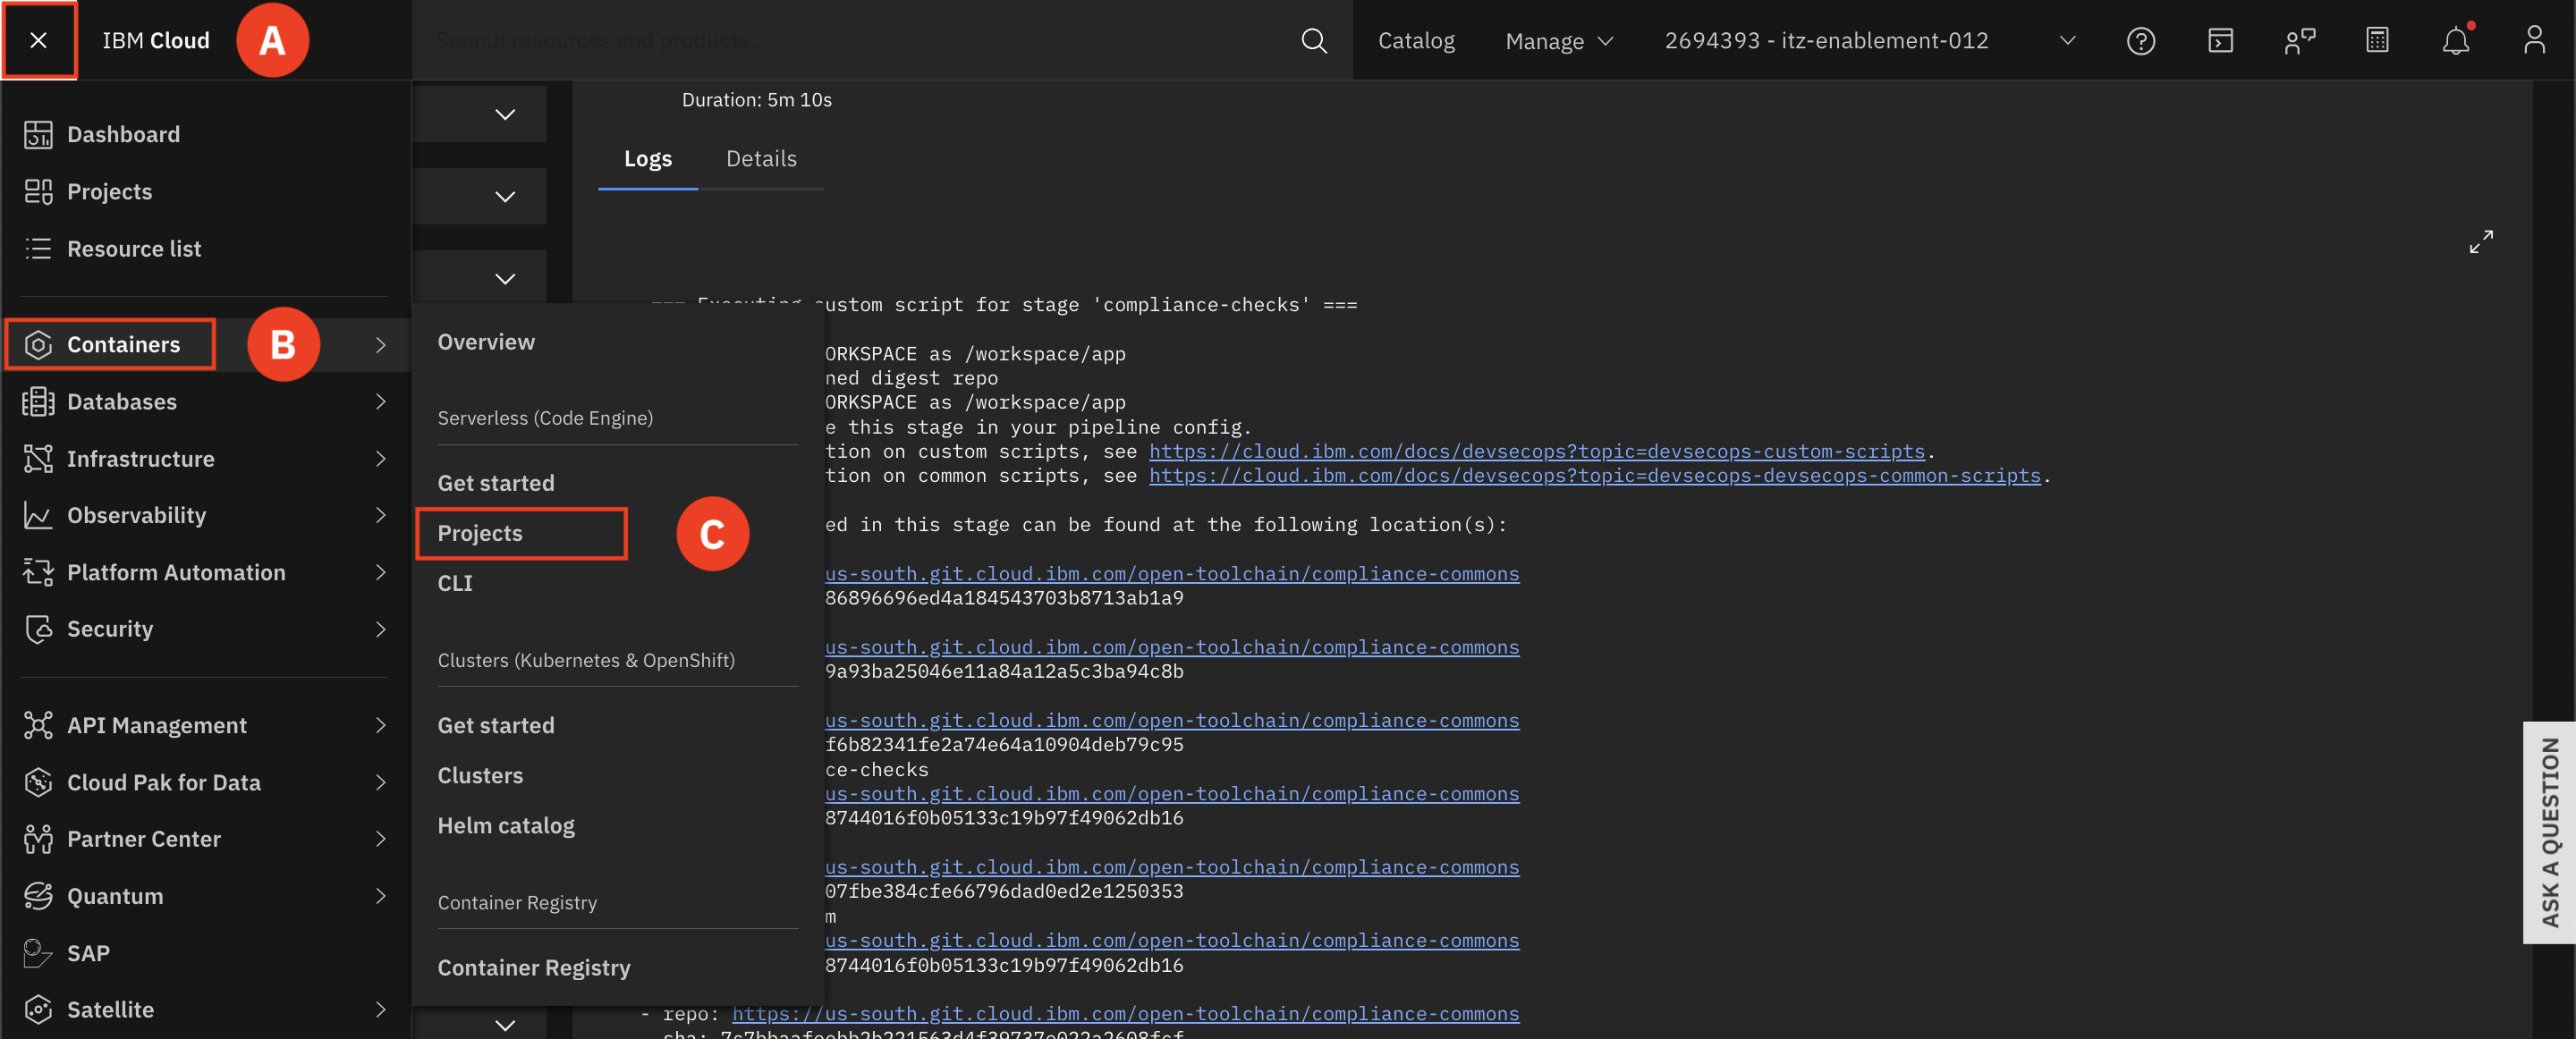 IBM Cloud
A
Search resources and products...
Catalog
Manage
2694393 - itz-enablement-012
Dashboard
Projects
Resource list
Containers
B
Databases
Infrastructure
Observability
Platform Automation
Security
API Management
Cloud Pak for Data
Partner Center
Quantum
SAP
Satellite
Overview
Serverless (Code Engine)
Get started
Projects
C
CLI
Clusters (Kubernetes & OpenShift)
Get started
Clusters
Helm catalog
Container Registry
Container Registry
Duration: 5m 10s
Logs
Details
=== Executing custom script for stage 'compliance-checks' ===
ORKSPACE as /workspace/app
ned digest repo
ORKSPACE as /workspace/app
e this stage in your pipeline config.
tion on custom scripts, see https://cloud.ibm.com/docs/devsecops?topic=devsecops-custom-scripts.
tion on common scripts, see https://cloud.ibm.com/docs/devsecops?topic=devsecops-devsecops-common-scripts.
ed in this stage can be found at the following location(s):
us-south.git.cloud.ibm.com/open-toolchain/compliance-commons
86896696ed4a184543703b8713ab1a9
us-south.git.cloud.ibm.com/open-toolchain/compliance-commons
9a93ba25046e11a84a12a5c3ba94c8b
us-south.git.cloud.ibm.com/open-toolchain/compliance-commons
f6b82341fe2a74e64a10904deb79c95
ce-checks
us-south.git.cloud.ibm.com/open-toolchain/compliance-commons
8744016f0b05133c19b97f49062db16
us-south.git.cloud.ibm.com/open-toolchain/compliance-commons
07fbe384cfe66796dad0ed2e1250353
m
us-south.git.cloud.ibm.com/open-toolchain/compliance-commons
8744016f0b05133c19b97f49062db16
- repo: https://us-south.git.cloud.ibm.com/open-toolchain/compliance-commons
sha:
ASK A QUESTION